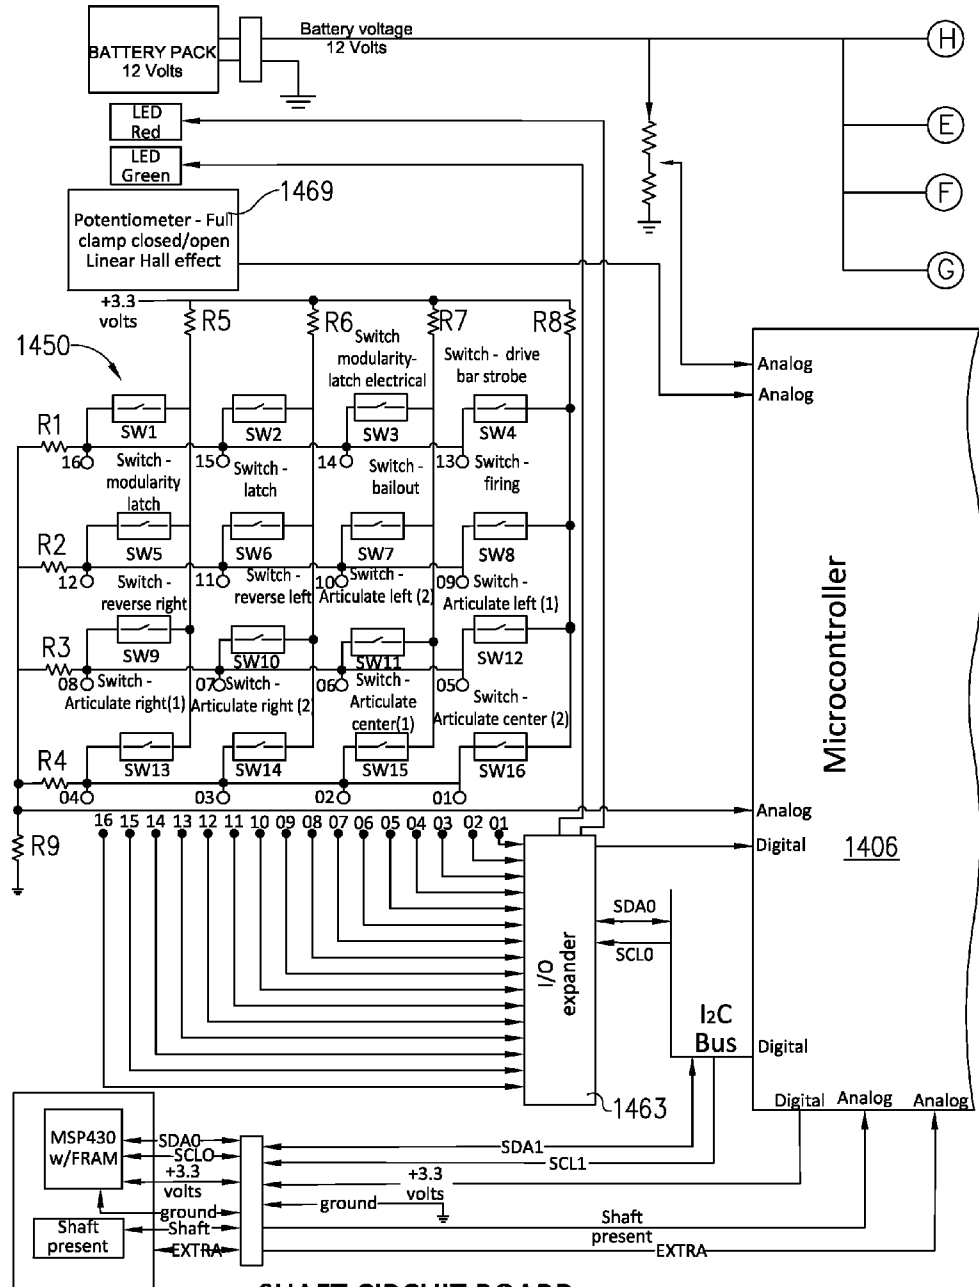 BATTERY PACK
12 Volts
Battery voltage
12 Volts
H
LED
Red
E
LED
Green
F
1469
Potentiometer - Full
clamp closed/open
Linear Hall effect
G
+3.3
volts
R5
R6
R7
R8
1450
Switch
modularity-
latch electrical
Switch - drive
bar strobe
Analog
Analog
R1
SW1
SW2
SW3
SW4
16
15
14
13
Switch -
modularity
latch
Switch -
latch
Switch -
bailout
Switch -
firing
R2
SW5
SW6
SW7
SW8
12
11
10
09
Switch -
reverse right
Switch -
reverse left
Switch -
Articulate left (2)
Switch -
Articulate left (1)
Microcontroller
R3
SW9
SW10
SW11
SW12
08
07
06
05
Switch -
Articulate right(1)
Switch -
Articulate right (2)
Switch -
Articulate
center(1)
Switch -
Articulate center (2)
R4
SW13
SW14
SW15
SW16
04
03
02
01
Analog
16 15 14 13 12 11 10 09 08 07 06 05 04 03 02 01
R9
Digital
1406
SDA0
SCL0
I/O
expander
I2C
Bus
Digital
1463
Digital
Analog
Analog
MSP430
w/FRAM
SDA0
SCLO
+3.3
volts
ground
Shaft
EXTRA
Shaft
present
SDA1
SCL1
+3.3
volts
ground
Shaft
present
EXTRA
SHAFT CIRCUIT BOARD